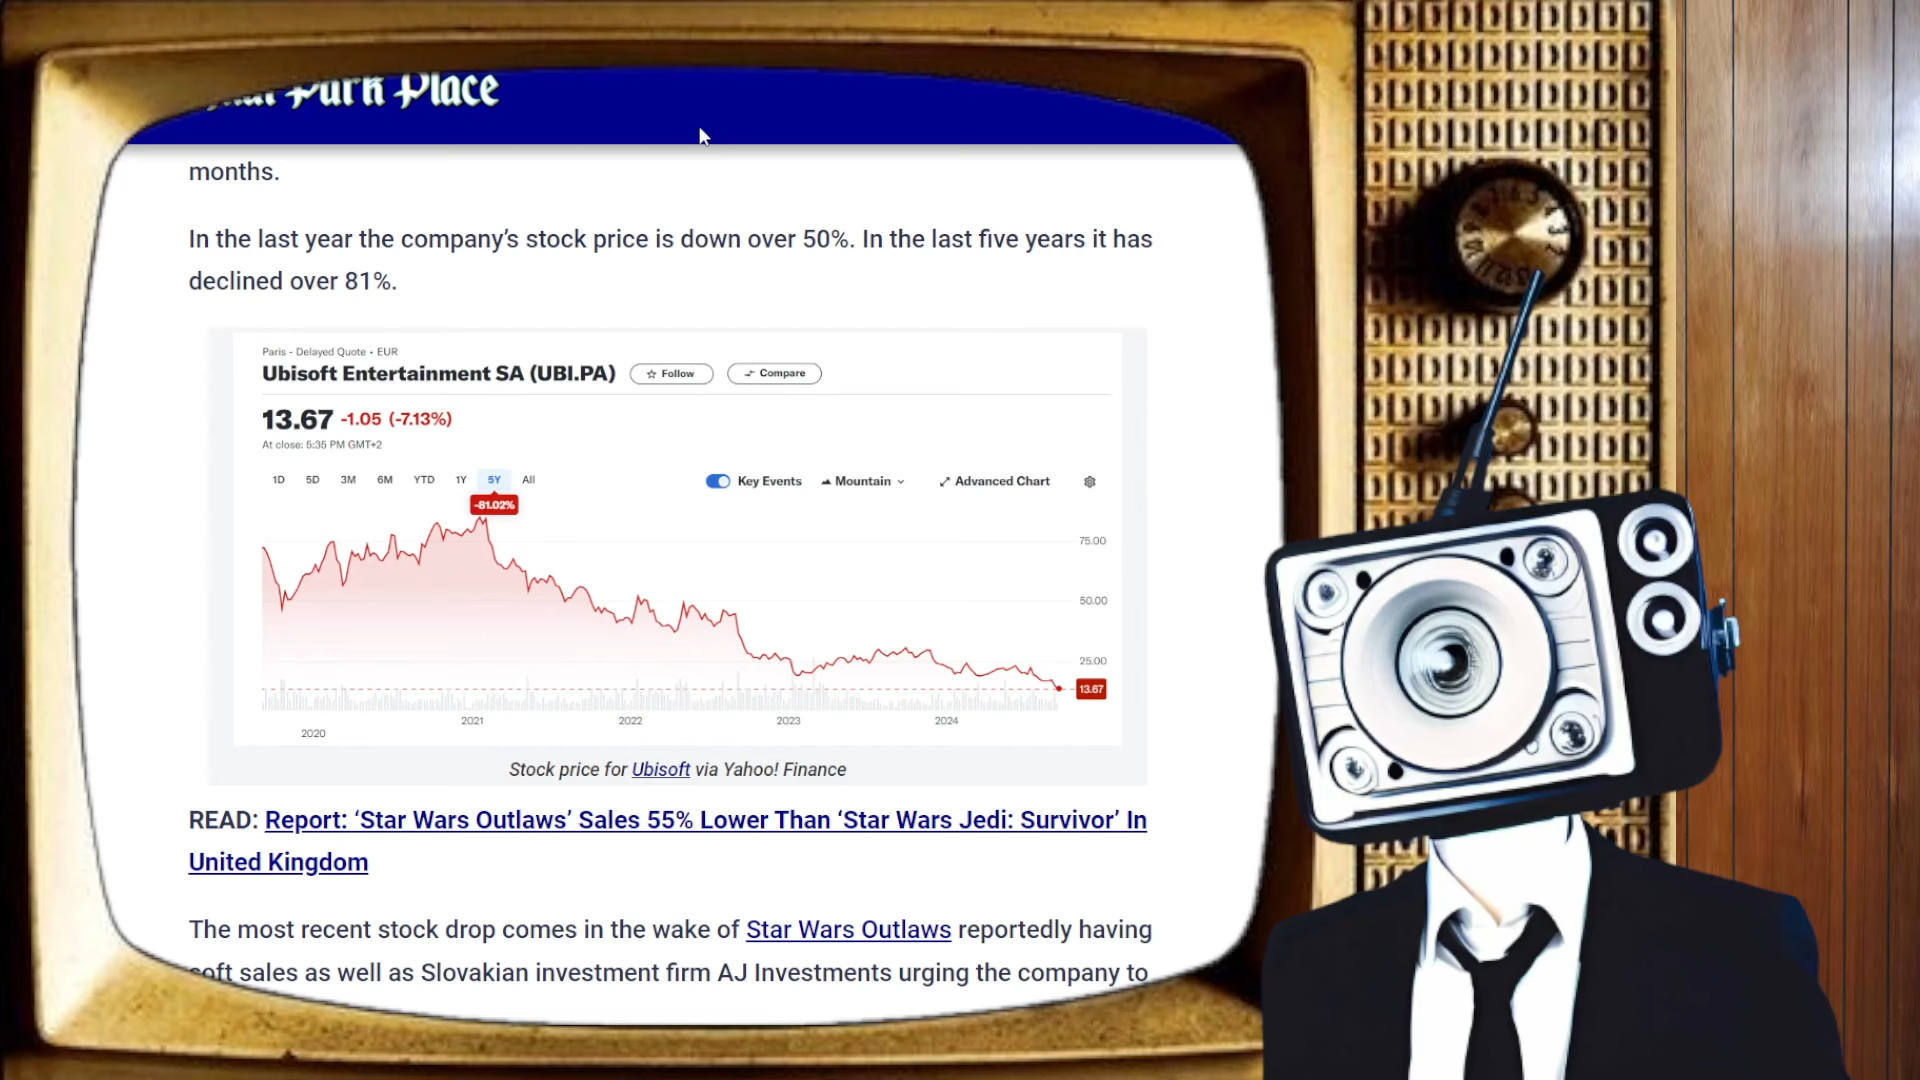 Park Place
months.
In the last year the company's stock price is down over 50%. In the last five years it has
declined over 81%.
Paris - Delayed Quote • EUR
Ubisoft Entertainment SA (UBI.PA)
Follow
Compare
13.67 -1.05 (-7.13%)
At close: 5:35 PM GMT+2
1D 5D 3M 6M YTD 1Y 5Y All
Key Events
Mountain
Advanced Chart
-81.02%
75.00
50.00
25.00
13.67
2020
2021
2022
2023
2024
Stock price for Ubisoft via Yahoo! Finance
READ: Report: ‘Star Wars Outlaws’ Sales 55% Lower Than ‘Star Wars Jedi: Survivor’ In
United Kingdom
The most recent stock drop comes in the wake of Star Wars Outlaws reportedly having
soft sales as well as Slovakian investment firm AJ Investments urging the company to